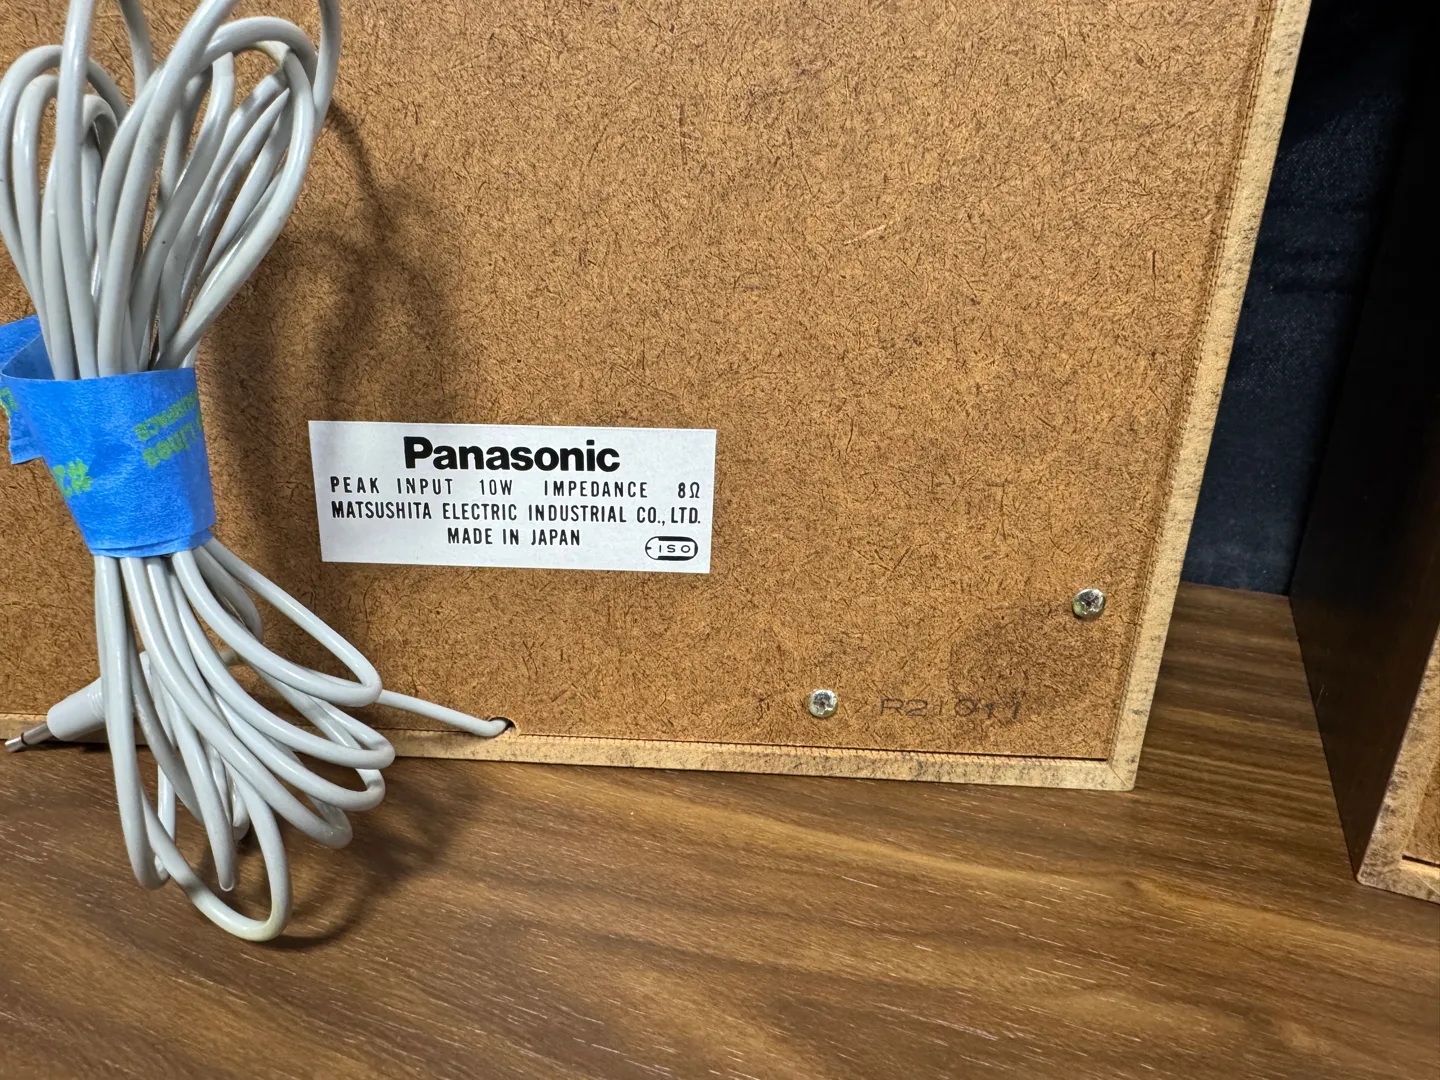 Panasonic
PEAK INPUT 10W IMPEDANCE 8Ω
MATSUSHITA ELECTRIC INDUSTRIAL CO., LTD.
MADE IN JAPAN
ISO